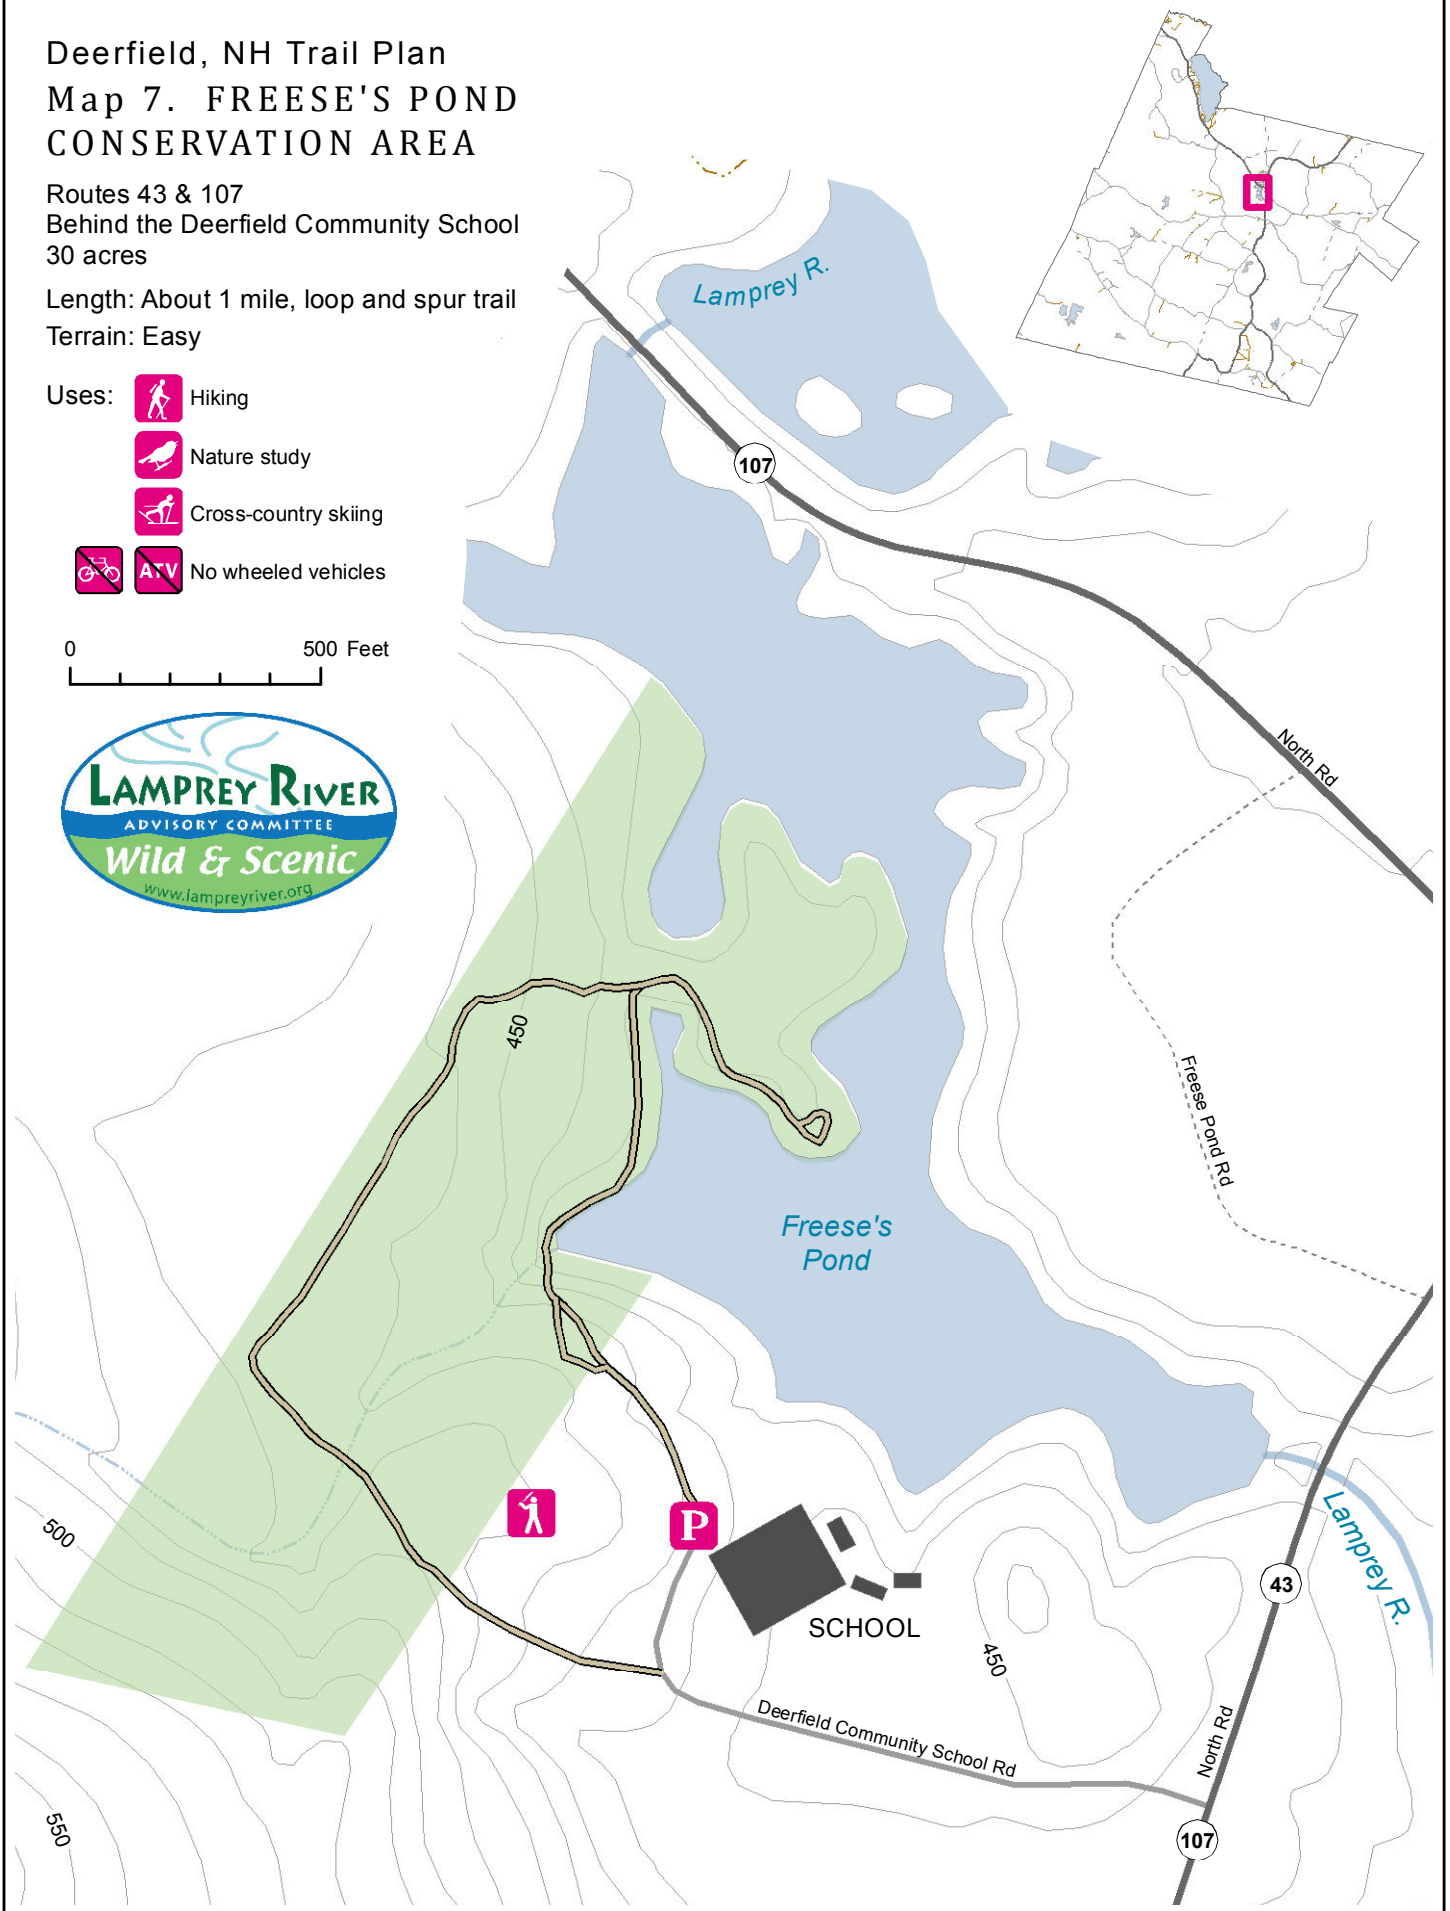 Deerfield, NH Trail Plan
Map 7. FREESE'S POND
CONSERVATION AREA
Routes 43 & 107
Behind the Deerfield Community School
30 acres
Length: About 1 mile, loop and spur trail
Terrain: Easy
Uses:
Hiking
Nature study
Cross-country skiing
ATV
No wheeled vehicles
0
500 Feet
LAMPREY RIVER
ADVISORY COMMITTEE
Wild & Scenic
www.lampreyriver.org
Lamprey R.
107
North Rd
450
Freese Pond Rd
Freese's
Pond
500
P
SCHOOL
43
Lamprey R.
450
Deerfield Community School Rd
North Rd
550
107